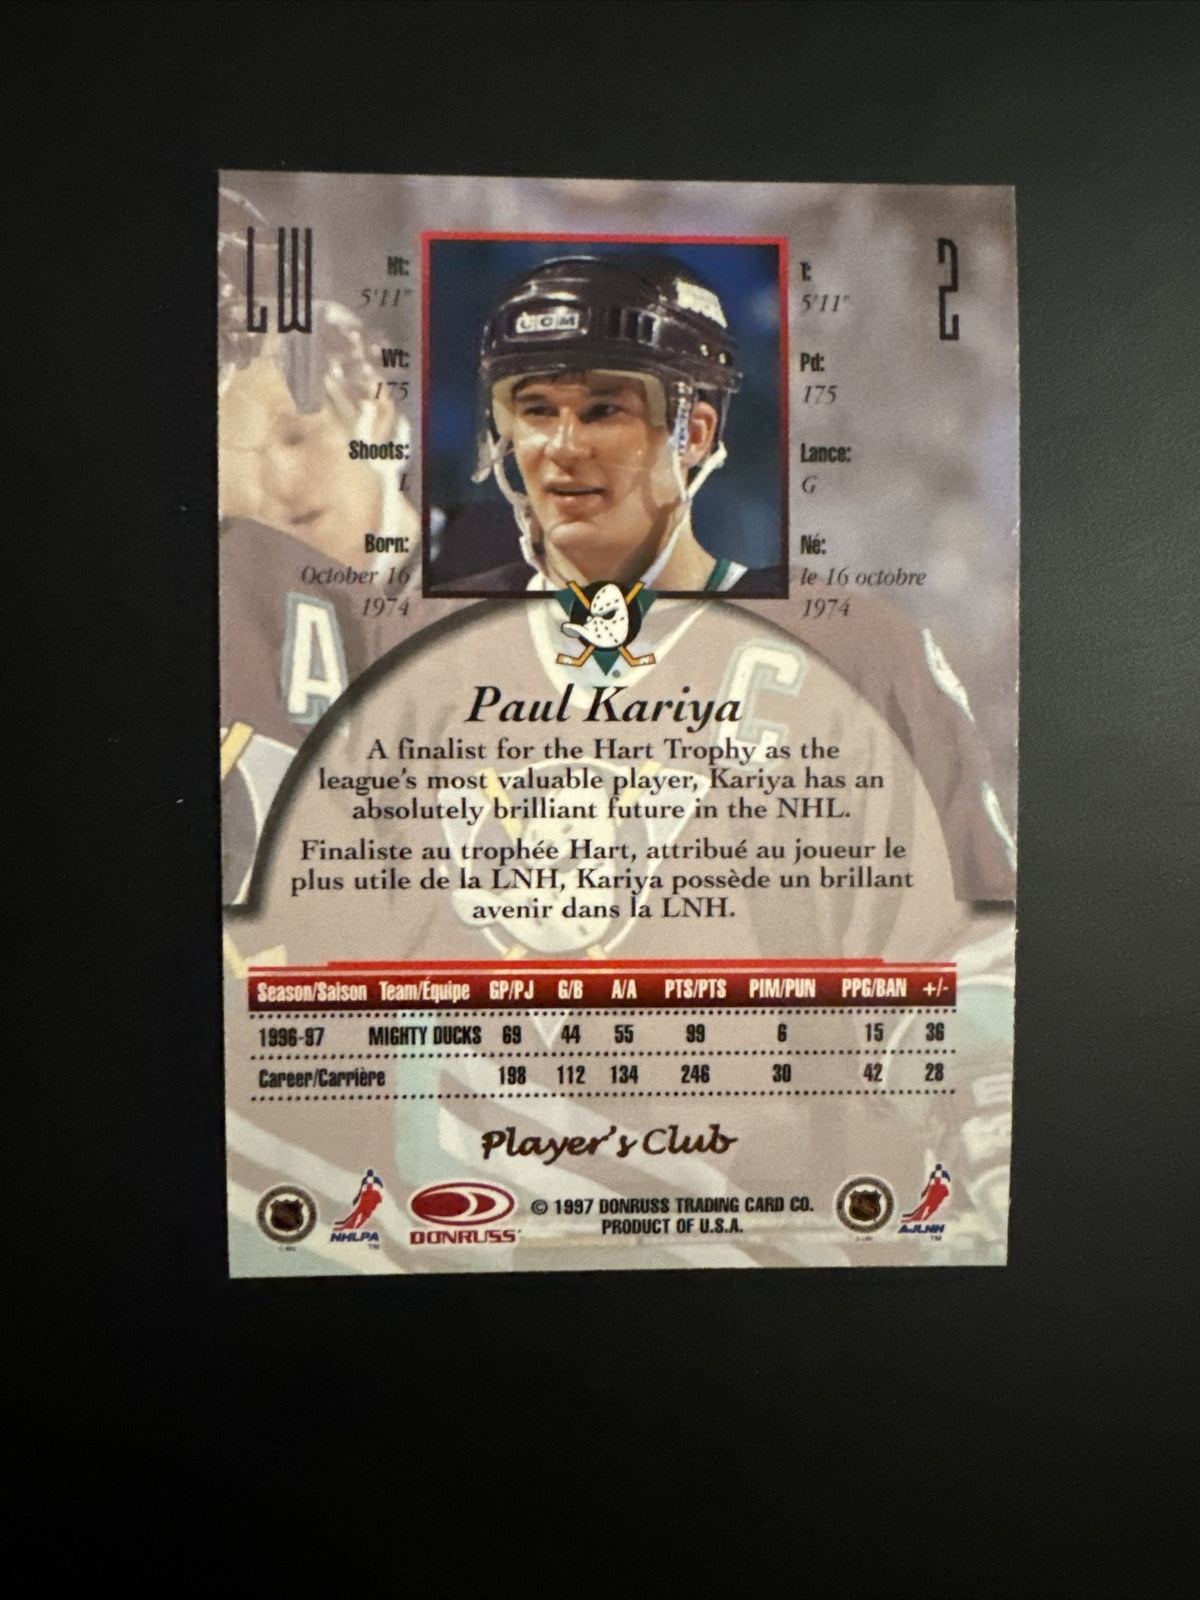 LW
2
Ht:
5'11"
Wt:
175
Shoots:
L
Born:
October 16
1974
T:
5'11"
Pd:
175
Lance:
G
Né:
le 16 octobre
1974
CCM
A
C
Paul Kariya
A finalist for the Hart Trophy as the
league's most valuable player, Kariya has an
absolutely brilliant future in the NHL.
Finaliste au trophée Hart, attribué au joueur le
plus utile de la LNH, Kariya possède un brillant
avenir dans la LNH.
Season/Saison Team/Équipe GP/PJ G/B A/A PTS/PTS PIM/PUN PPG/BAN +/-
1996-97 MIGHTY DUCKS 69 44 55 99 6 15 36
Career/Carrière 198 112 134 246 30 42 28
Player's Club
NHLPA
TM
DONRUSS
© 1997 DONRUSS TRADING CARD CO.
PRODUCT OF U.S.A.
AJLNH
TM